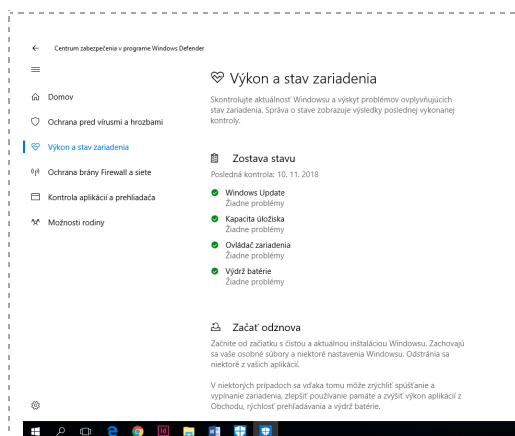 Centrum zabezpečenia v programe Windows Defender
Domov
Ochrana pred vírusmi a hrozbami
Výkon a stav zariadenia
Ochrana brány Firewall a siete
Kontrola aplikácií a prehliadača
Možnosti rodiny
Výkon a stav zariadenia
Skontrolujte aktuálnosť Windowsu a výskyt problémov ovplyvňujúcich
stav zariadenia. Správa o stave zobrazuje výsledky poslednej vykonanej
kontroly.
Zostava stavu
Posledná kontrola: 10. 11. 2018
Windows Update
Žiadne problémy
Kapacita úložiska
Žiadne problémy
Ovládač zariadenia
Žiadne problémy
Výdrž batérie
Žiadne problémy
Začať odznova
Začnite od začiatku s čistou a aktuálnou inštaláciou Windowsu. Zachovajú
sa vaše osobné súbory a niektoré nastavenia Windowsu. Odstránia sa
niektoré z vašich aplikácií.
V niektorých prípadoch sa vďaka tomu môže zrýchliť spúšťanie a
vypínanie zariadenia, zlepšiť používanie pamäte a zvýšiť výkon aplikácií z
Obchodu, rýchlosť prehľadávania a výdrž batérie.